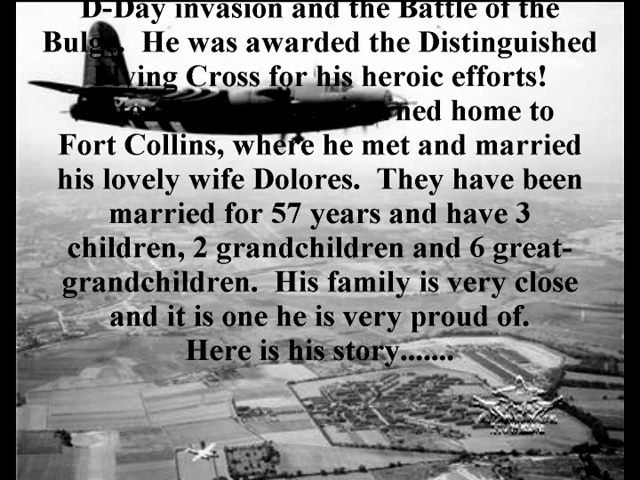 D-Day invasion and the Battle of the
Bulge. He was awarded the Distinguished
Flying Cross for his heroic efforts!
ned home to
Fort Collins, where he met and married
his lovely wife Dolores. They have been
married for 57 years and have 3
children, 2 grandchildren and 6 great-
grandchildren. His family is very close
and it is one he is very proud of.
Here is his story.......